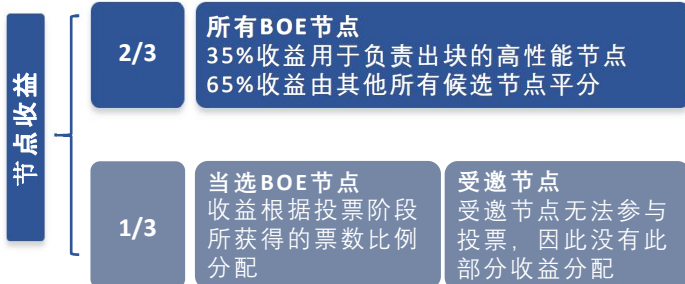 节点收益
2/3
所有BOE节点
35%收益用于负责出块的高性能节点
65%收益由其他所有候选节点平分
1/3
当选BOE节点
收益根据投票阶段
所获得的票数比例
分配
受邀节点
受邀节点无法参与
投票，因此没有此
部分收益分配